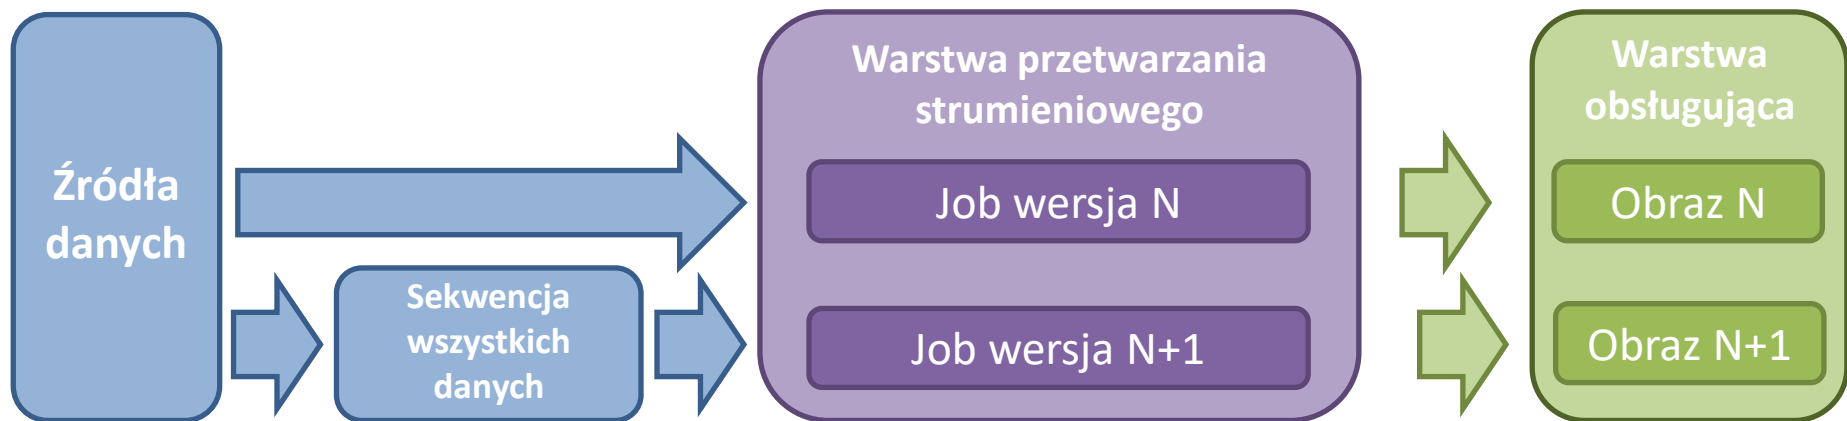 Źródła
danych
Sekwencja
wszystkich
danych
Warstwa przetwarzania
strumieniowego
Job wersja N
Job wersja N+1
Warstwa
obsługująca
Obraz N
Obraz N+1